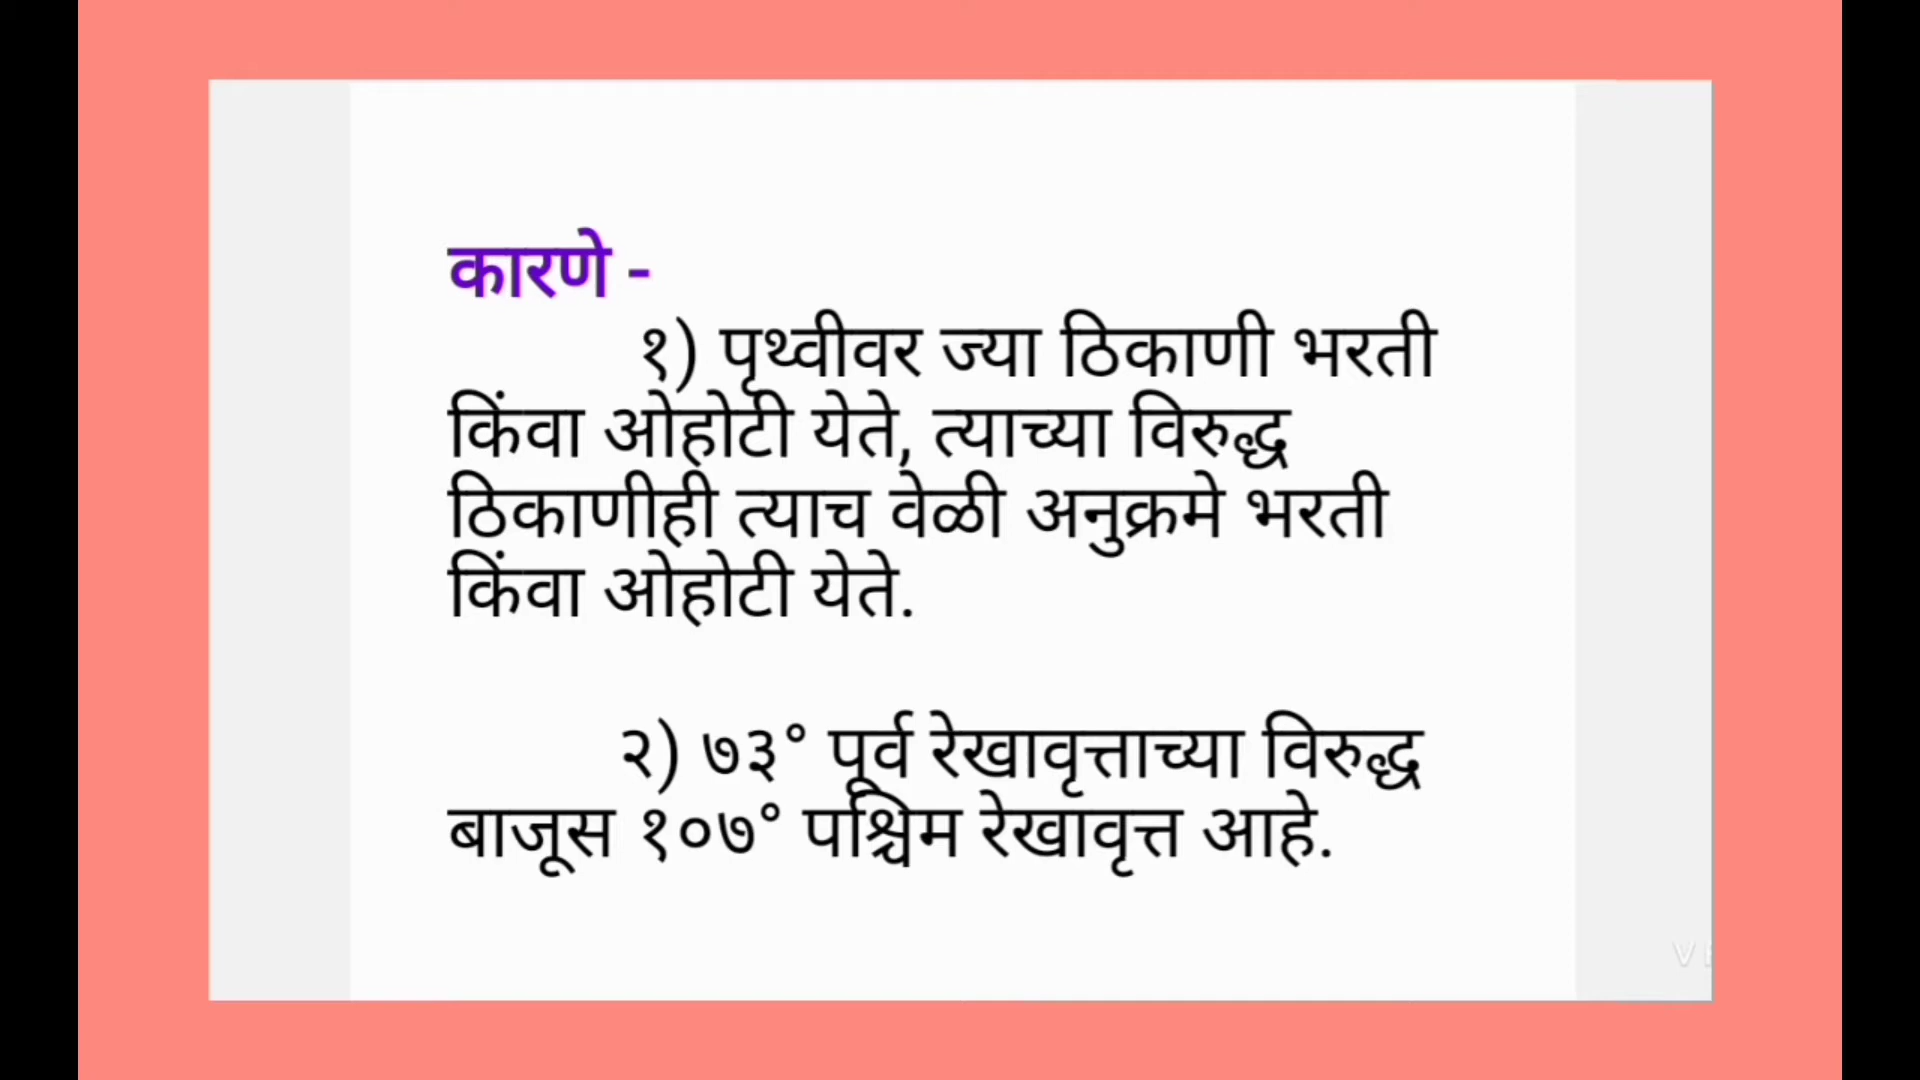 कारणे -
१) पृथ्वीवर ज्या ठिकाणी भरती
किंवा ओहोटी येते, त्याच्या विरुद्ध
ठिकाणीही त्याच वेळी अनुक्रमे भरती
किंवा ओहोटी येते.
२) ७३° पूर्व रेखावृत्ताच्या विरुद्ध
बाजूस १०७° पश्चिम रेखावृत्त आहे.